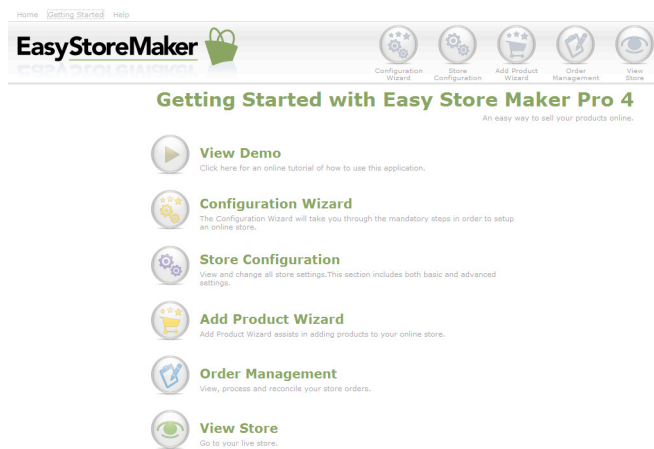 Home Getting Started Help
EasyStoreMaker
Configuration Wizard
Store Configuration
Add Product Wizard
Order Management
View Store
Getting Started with Easy Store Maker Pro 4
An easy way to sell your products online.
View Demo
Click here for an online tutorial of how to use this application.
Configuration Wizard
The Configuration Wizard will take you through the mandatory steps in order to setup
an online store.
Store Configuration
View and change all store settings.This section includes both basic and advanced
settings.
Add Product Wizard
Add Product Wizard assists in adding products to your online store.
Order Management
View, process and reconcile your store orders.
View Store
Go to your live store.